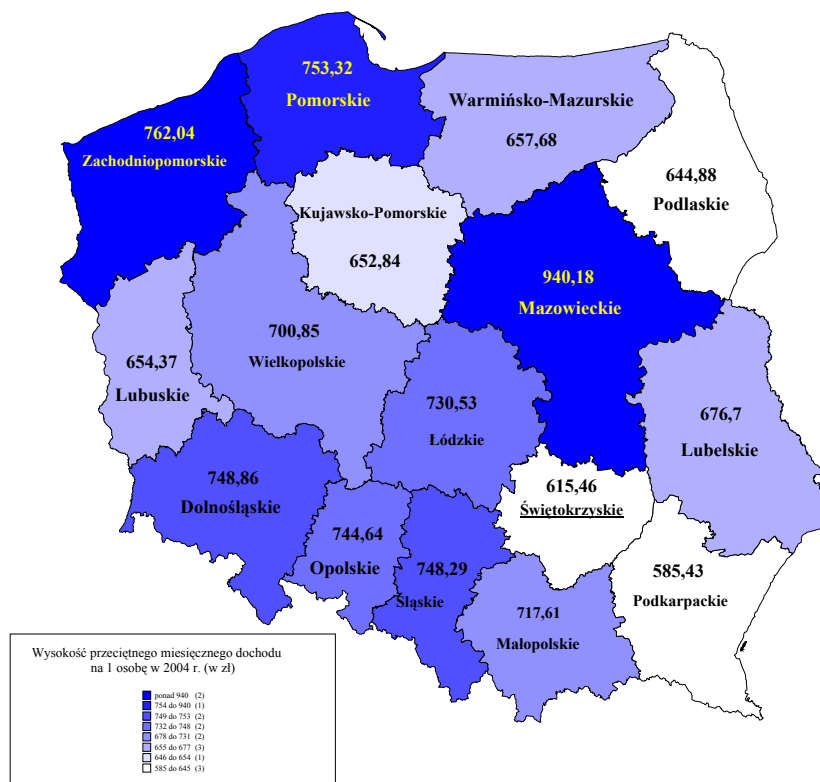 753,32
Pomorskie
Warmińsko-Mazurskie
657,68
762,04
Zachodniopomorskie
644,88
Podlaskie
Kujawsko-Pomorskie
652,84
940,18
Mazowieckie
700,85
Wielkopolskie
654,37
Lubuskie
730,53
Łódzkie
676,7
Lubelskie
748,86
Dolnośląskie
615,46
Świętokrzyskie
744,64
Opolskie
748,29
Śląskie
585,43
Podkarpackie
717,61
Małopolskie
Wysokość przeciętnego miesięcznego dochodu
na 1 osobę w 2004 r. (w zł)
ponad 940 (2)
754 do 940 (1)
749 do 753 (2)
732 do 748 (2)
678 do 731 (2)
655 do 677 (3)
646 do 654 (1)
585 do 645 (3)